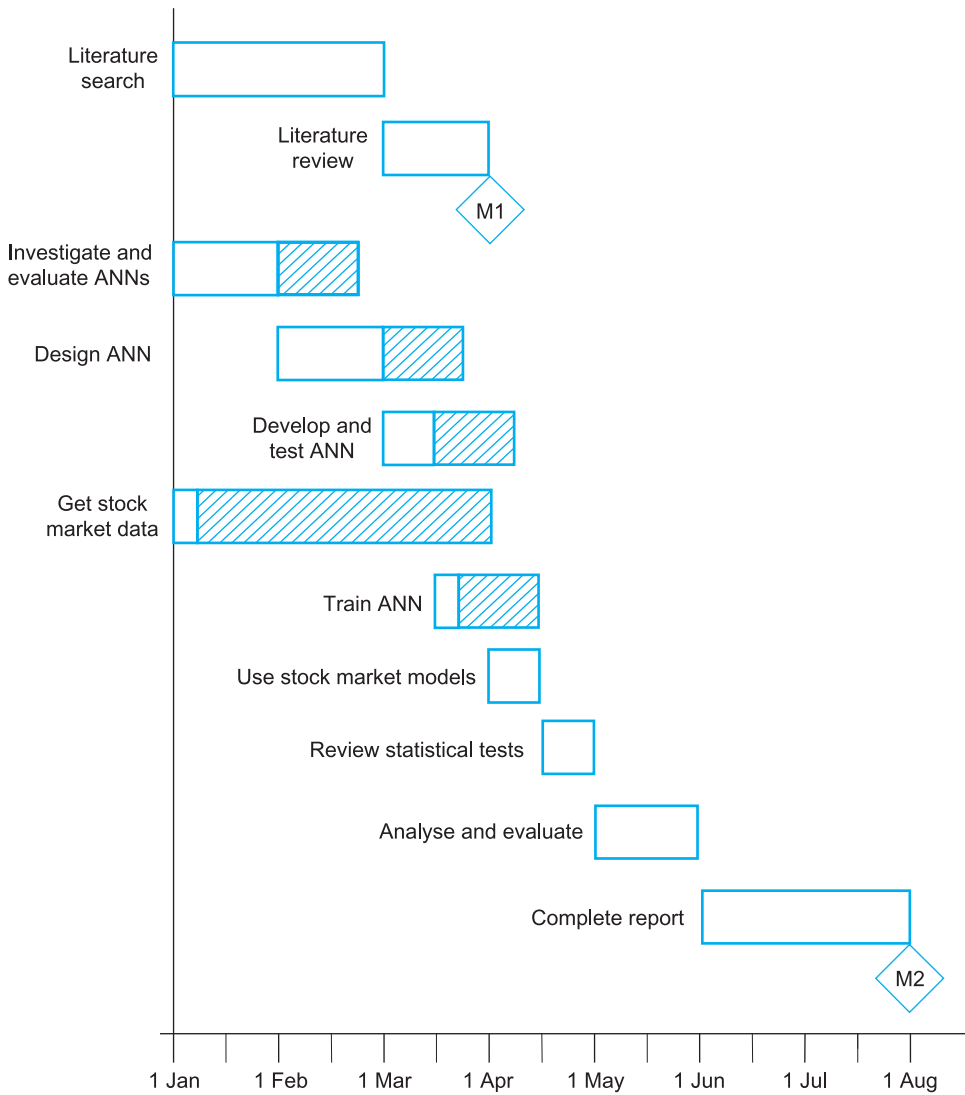 Literature
search
Literature
review
M1
Investigate and
evaluate ANNs
Design ANN
Develop and
test ANN
Get stock
market data
Train ANN
Use stock market models
Review statistical tests
Analyse and evaluate
Complete report
M2
1 Jan 1 Feb 1 Mar 1 Apr 1 May 1 Jun 1 Jul 1 Aug